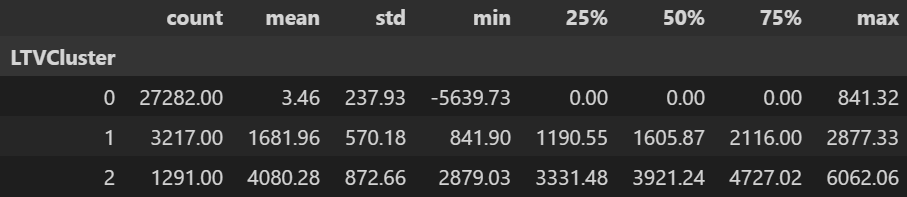 count mean std min 25% 50% 75% max
LTVCluster
0 27282.00 3.46 237.93 -5639.73 0.00 0.00 0.00 841.32
1 3217.00 1681.96 570.18 841.90 1190.55 1605.87 2116.00 2877.33
2 1291.00 4080.28 872.66 2879.03 3331.48 3921.24 4727.02 6062.06